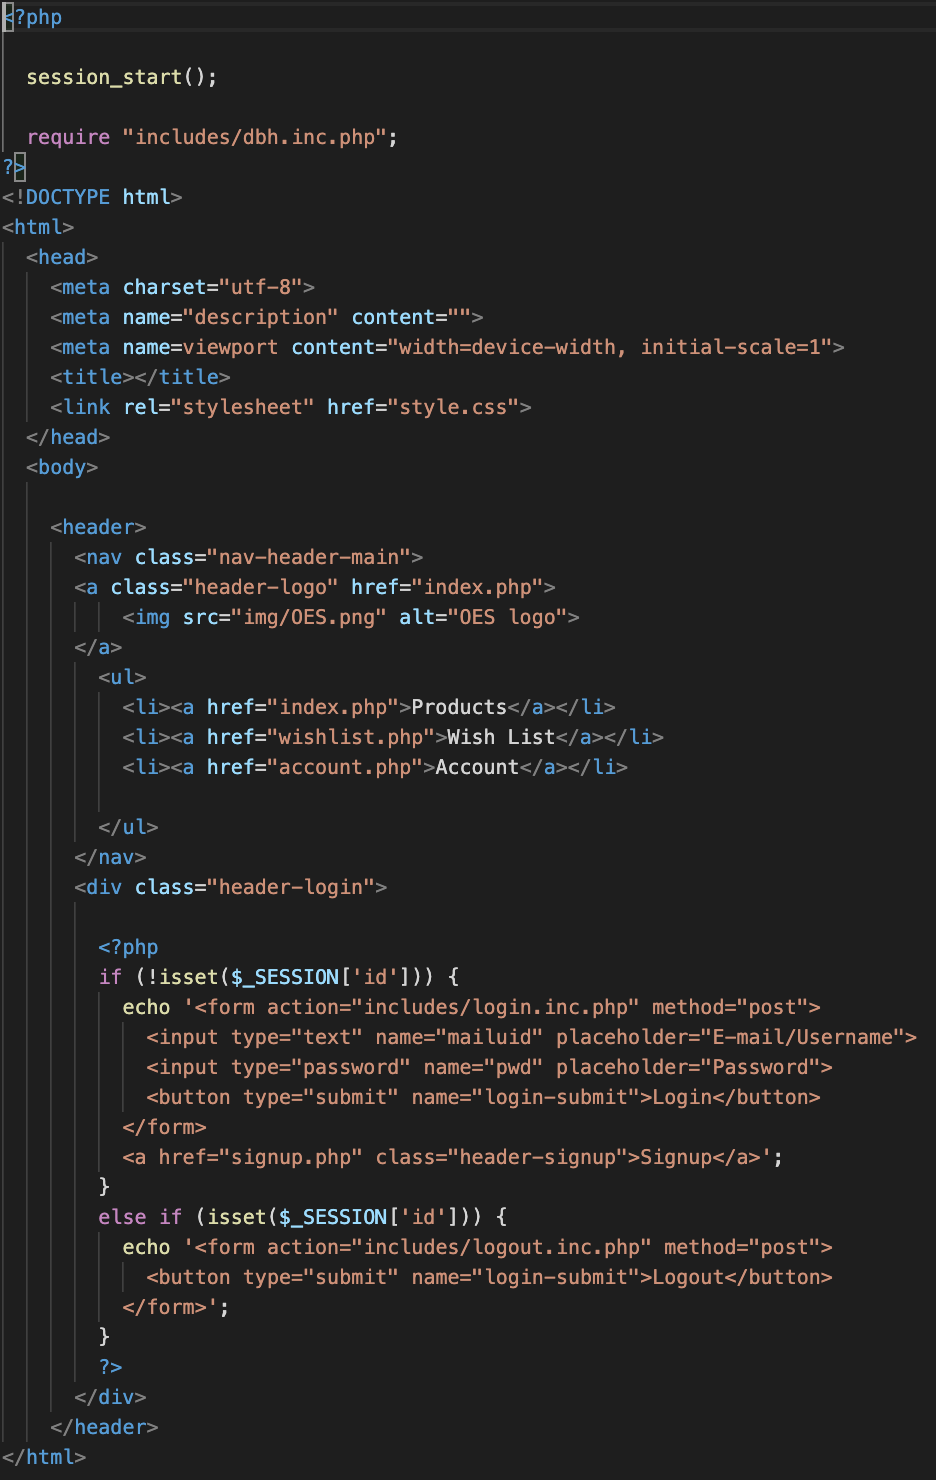 <?php
session_start();
require "includes/dbh.inc.php";
?>
<!DOCTYPE html>
<html>
  <head>
    <meta charset="utf-8">
    <meta name="description" content="">
    <meta name=viewport content="width=device-width, initial-scale=1">
    <title></title>
    <link rel="stylesheet" href="style.css">
  </head>
  <body>
    <header>
      <nav class="nav-header-main">
      <a class="header-logo" href="index.php">
          <img src="img/OES.png" alt="OES logo">
      </a>
        <ul>
          <li><a href="index.php">Products</a></li>
          <li><a href="wishlist.php">Wish List</a></li>
          <li><a href="account.php">Account</a></li>
        </ul>
      </nav>
      <div class="header-login">
        <?php
        if (!isset($_SESSION['id'])) {
          echo '<form action="includes/login.inc.php" method="post">
            <input type="text" name="mailuid" placeholder="E-mail/Username">
            <input type="password" name="pwd" placeholder="Password">
            <button type="submit" name="login-submit">Login</button>
          </form>
          <a href="signup.php" class="header-signup">Signup</a>';
        }
        else if (isset($_SESSION['id'])) {
          echo '<form action="includes/logout.inc.php" method="post">
            <button type="submit" name="login-submit">Logout</button>
          </form>';
        }
        ?>
      </div>
    </header>
</html>